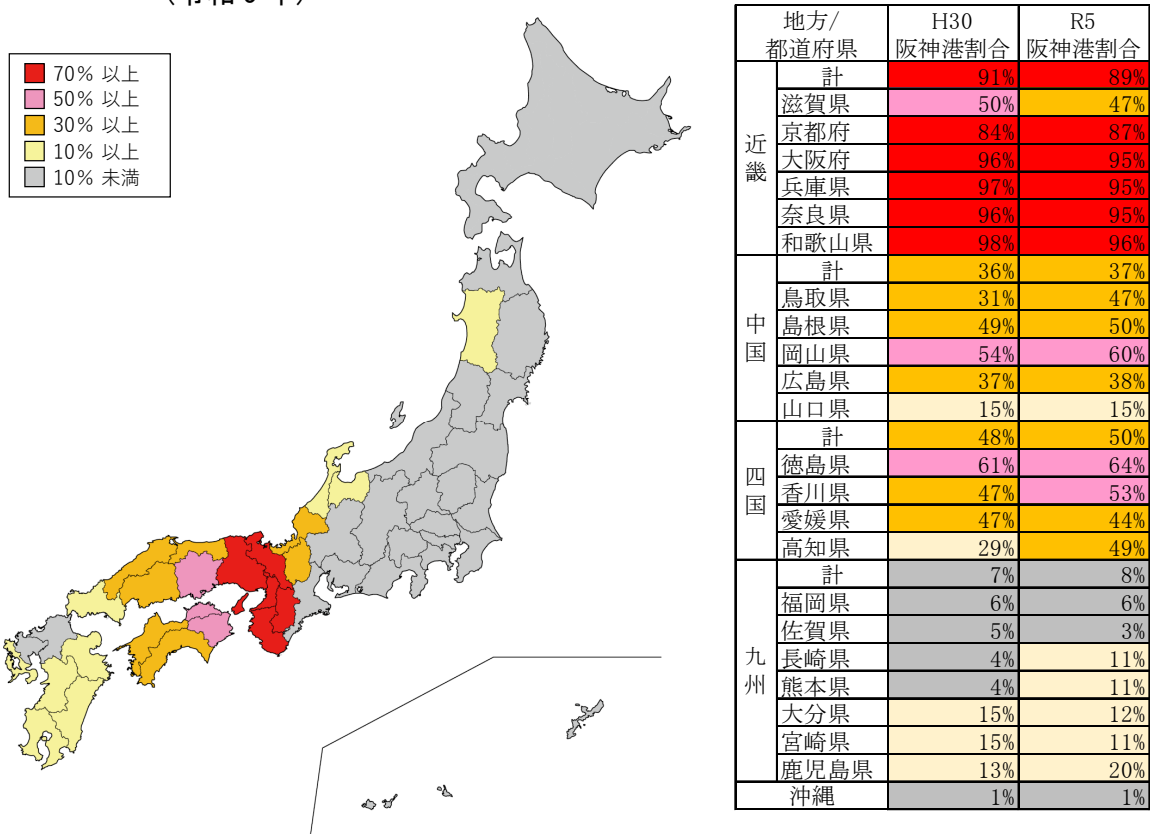 70% 以上
50% 以上
30% 以上
10% 以上
10% 未満
地方/
都道府県
H30
阪神港割合
R5
阪神港割合
近畿
計 91% 89%
滋賀県 50% 47%
京都府 84% 87%
大阪府 96% 95%
兵庫県 97% 95%
奈良県 96% 95%
和歌山県 98% 96%
中国
計 36% 37%
鳥取県 31% 47%
島根県 49% 50%
岡山県 54% 60%
広島県 37% 38%
山口県 15% 15%
四国
計 48% 50%
徳島県 61% 64%
香川県 47% 53%
愛媛県 47% 44%
高知県 29% 49%
九州
計 7% 8%
福岡県 6% 6%
佐賀県 5% 3%
長崎県 4% 11%
熊本県 4% 11%
大分県 15% 12%
宮崎県 15% 11%
鹿児島県 13% 20%
沖縄 1% 1%